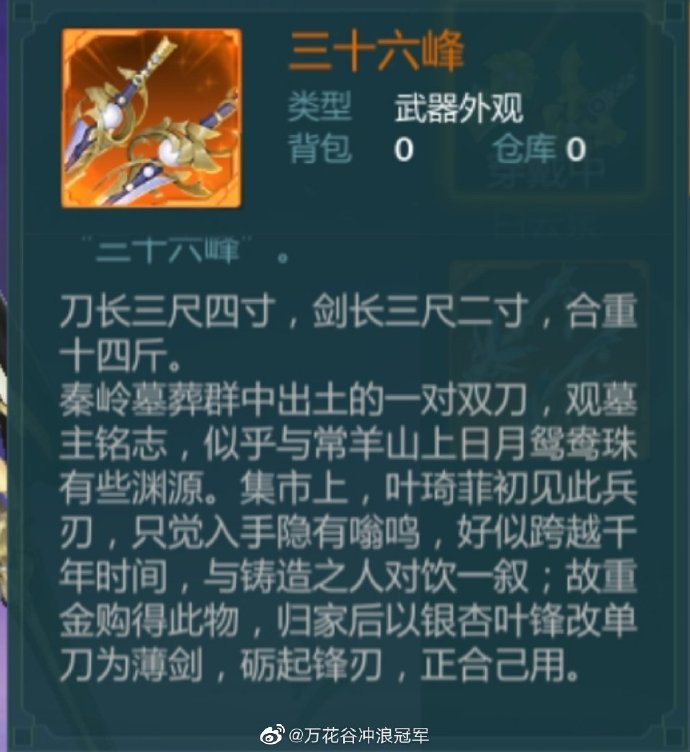 三十六峰
类型 武器外观
背包 0 仓库 0
穿戴中
“三十六峰”。
刀长三尺四寸，剑长三尺二寸，合重
十四斤。
秦岭墓葬群中出土的一对双刀，观墓
主铭志，似乎与常羊山上日月鸳鸯珠
有些渊源。集市上，叶琦菲初见此兵
刃，只觉入手隐有嗡鸣，好似跨越千
年时间，与铸造之人对饮一叙；故重
金购得此物，归家后以银杏叶锋改单
刀为薄剑，砺起锋刃，正合己用。
@万花谷冲浪冠军